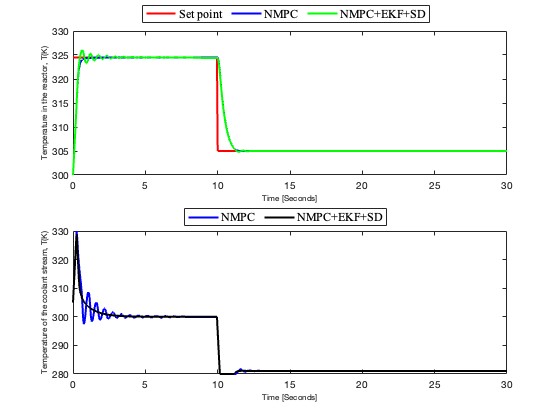 Set point NMPC NMPC+EKF+SD
330
325
320
315
310
305
300
Temperature in the reactor, T(K)
0 5 10 15 20 25 30
Time [Seconds]
NMPC NMPC+EKF+SD
330
320
310
300
290
280
Temperature of the coolant stream, T(K)
0 5 10 15 20 25 30
Time [Seconds]